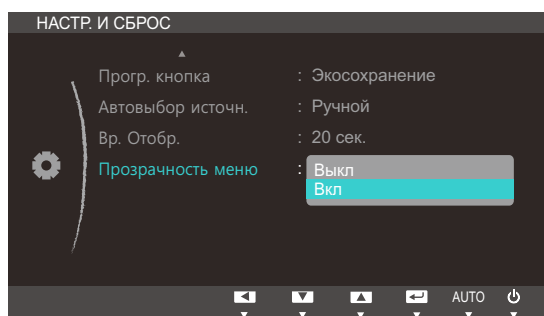 НАСТР. И СБРОС
Прогр. кнопка : Экосохранение
Автовыбор источн. : Ручной
Вр. Отобр. : 20 сек.
Прозрачность меню : Выкл
Вкл
AUTO